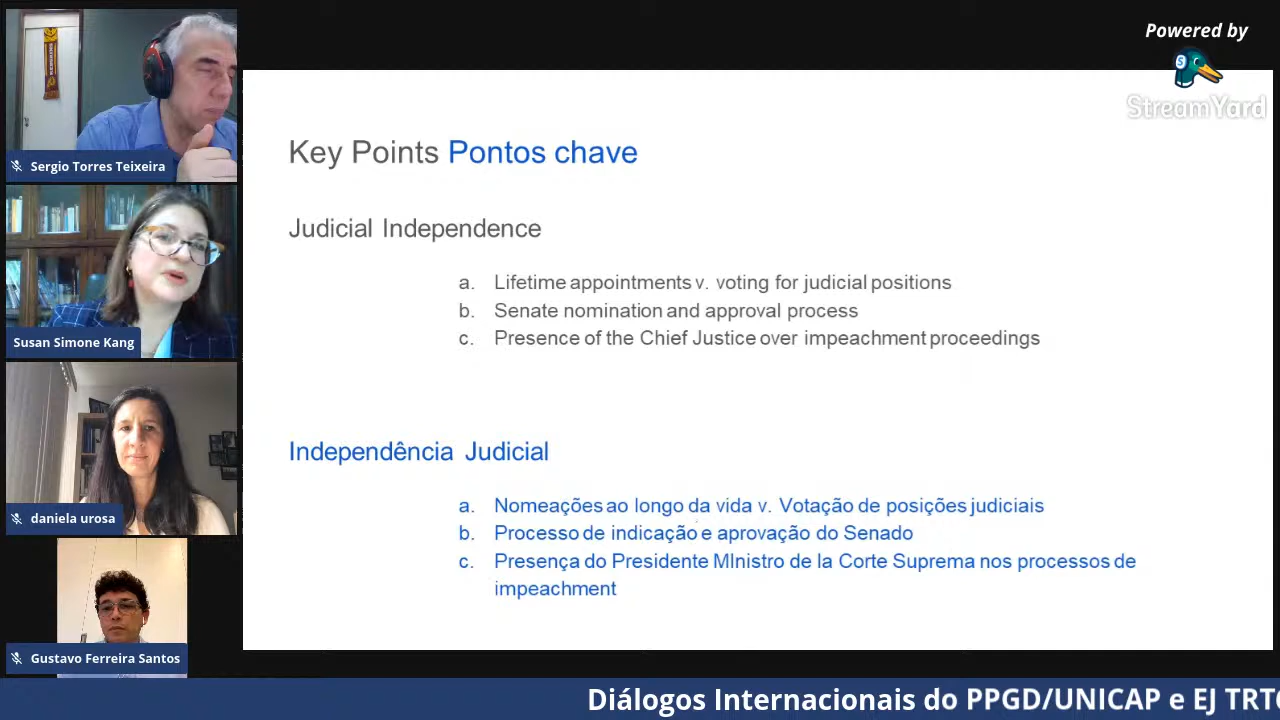 Powered by
StreamYard
Sergio Torres Teixeira
Susan Simone Kang
daniela urosa
Gustavo Ferreira Santos
Key Points Pontos chave
Judicial Independence
a. Lifetime appointments v. voting for judicial positions
b. Senate nomination and approval process
c. Presence of the Chief Justice over impeachment proceedings
Independência Judicial
a. Nomeações ao longo da vida v. Votação de posições judiciais
b. Processo de indicação e aprovação do Senado
c. Presença do Presidente MInistro de la Corte Suprema nos processos de
impeachment
Diálogos Internacionais do PPGD/UNICAP e EJ TRT